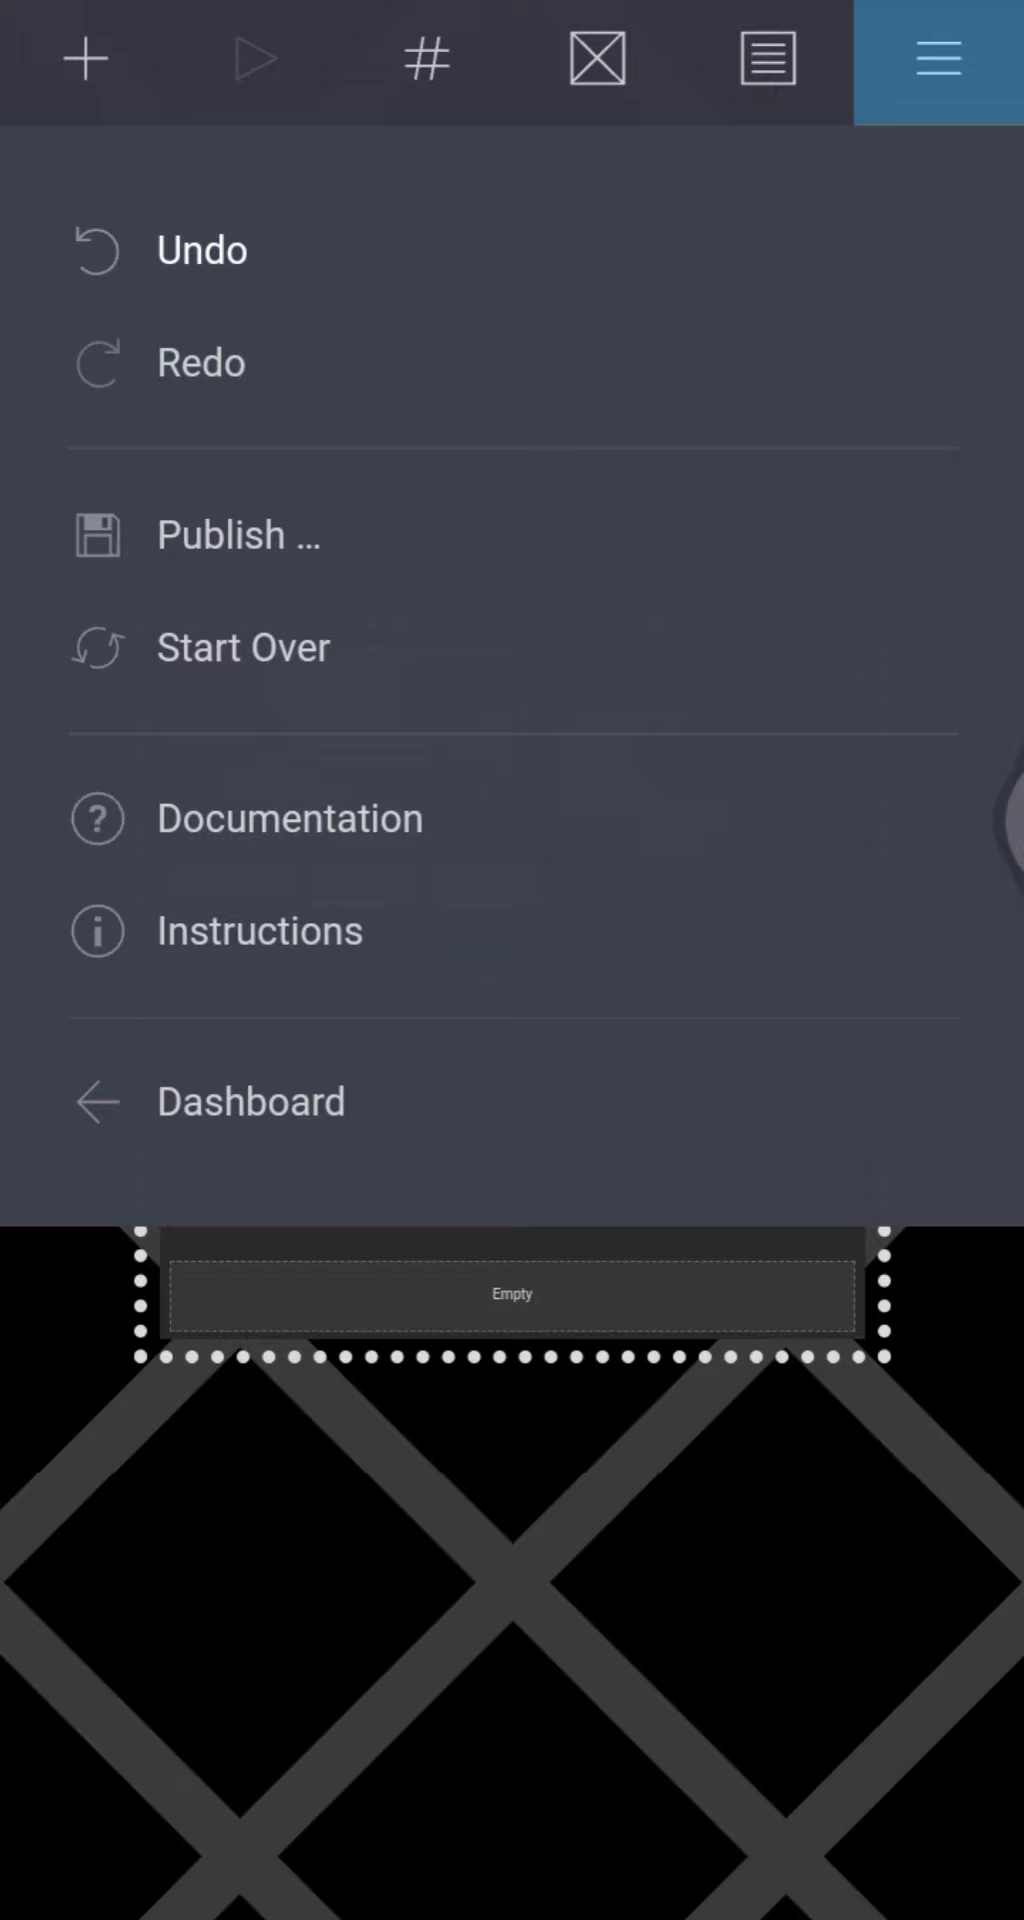 Undo
Redo
Publish ...
Start Over
Documentation
Instructions
Dashboard
Empty